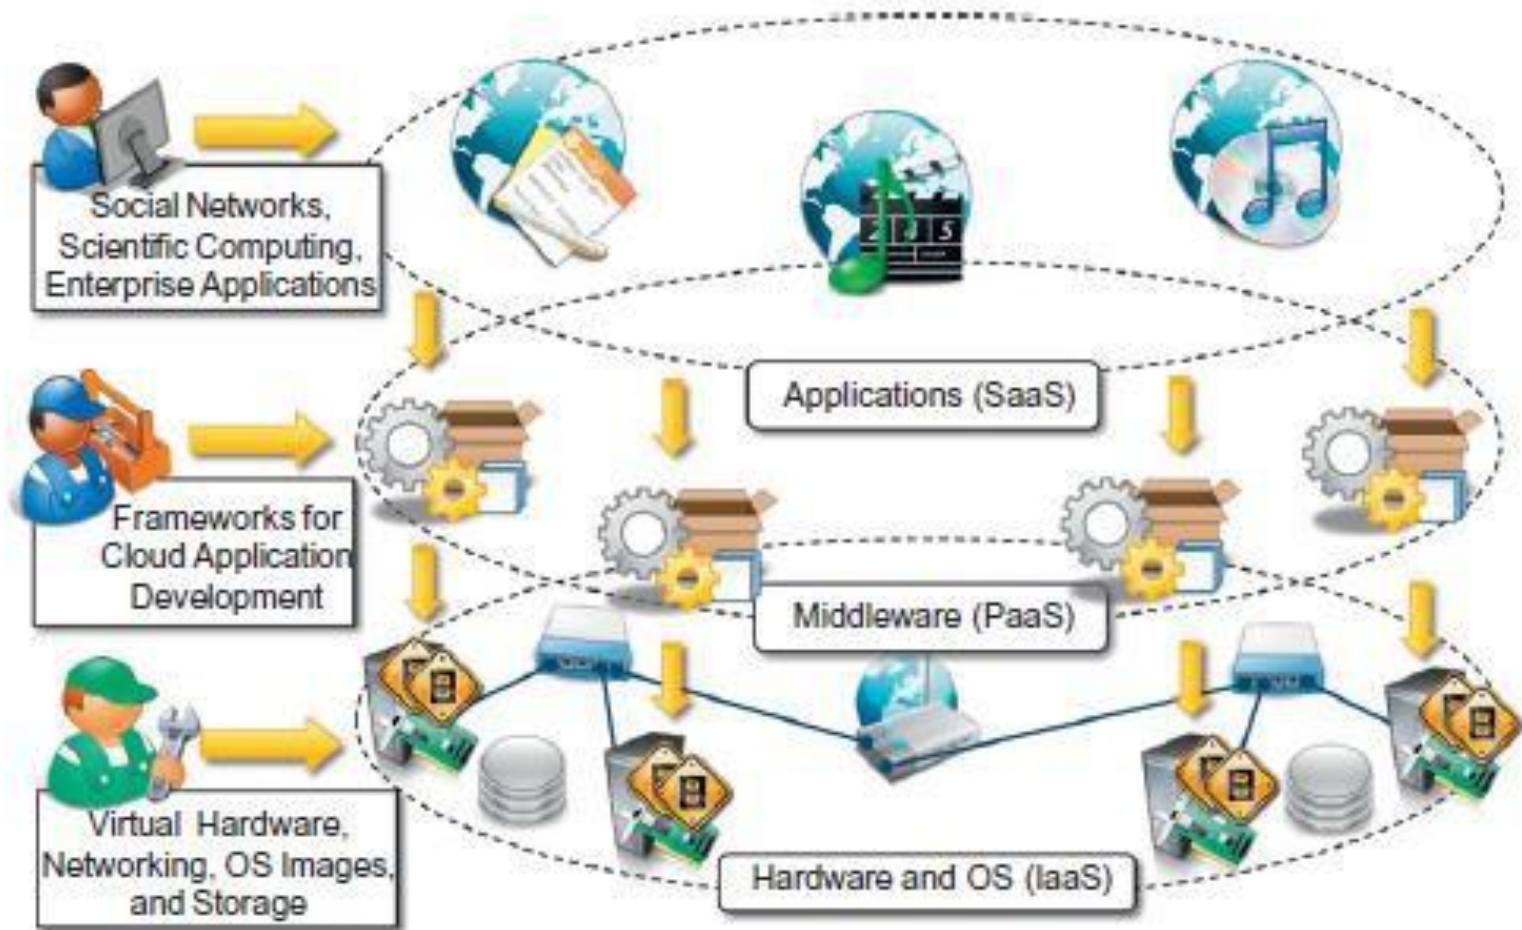 Social Networks,
Scientific Computing,
Enterprise Applications
Applications (SaaS)
Frameworks for
Cloud Application
Development
Middleware (PaaS)
Virtual Hardware,
Networking, OS Images,
and Storage
Hardware and OS (IaaS)